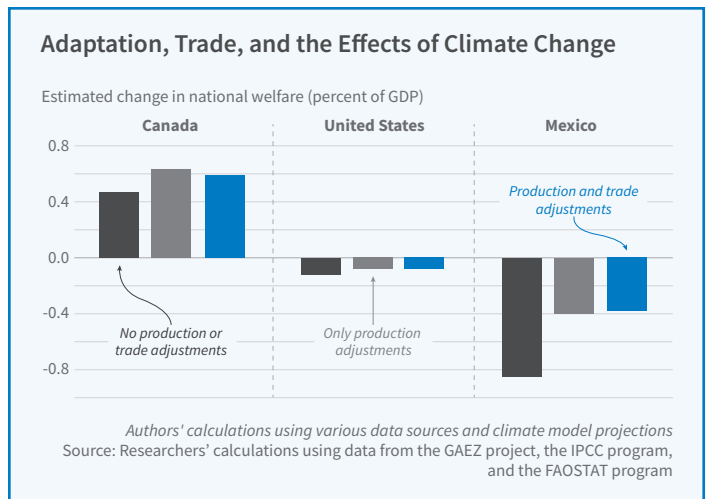 Adaptation, Trade, and the Effects of Climate Change
Estimated change in national welfare (percent of GDP)
Canada
United States
Mexico
0.8
0.4
0.0
-0.4
-0.8
Production and trade
adjustments
No production or
trade adjustments
Only production
adjustments
Authors' calculations using various data sources and climate model projections
Source: Researchers’ calculations using data from the GAEZ project, the IPCC program,
and the FAOSTAT program